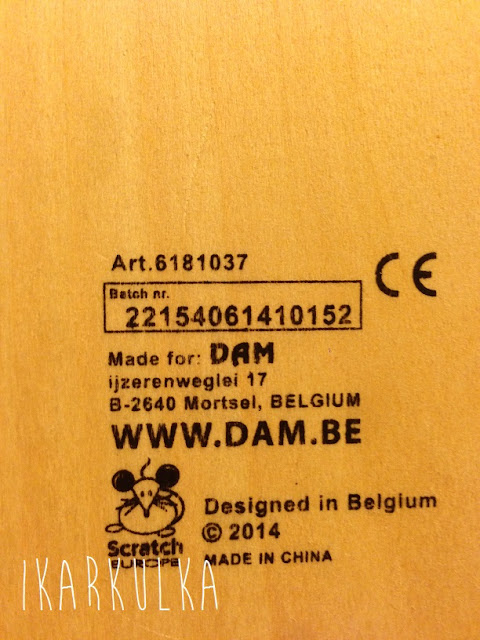 Art.6181037
CE
Batch nr.
22154061410152
Made for: DAM
ijzerenweglei 17
B-2640 Mortsel, BELGIUM
WWW.DAM.BE
Scratch
EUROPE
Designed in Belgium
© 2014
MADE IN CHINA
IKARKULKA